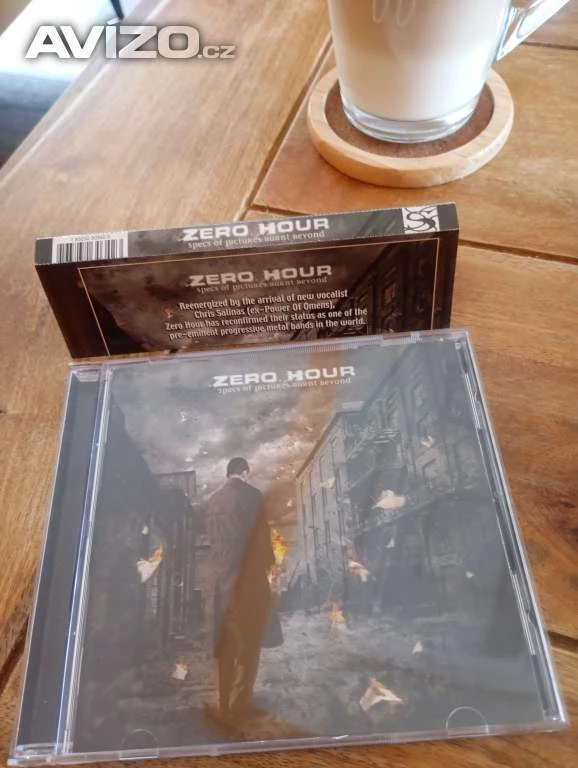 AVÍZO.cz
ZERO HOUR
specs of pictures burnt beyond
ZERO HOUR
specs of pictures burnt beyond
Reenergized by the arrival of new vocalist
Chris Salinas, (ex-Power Of Omens),
Zero Hour has reconfirmed their status as one of the
pre-eminent progressive metal bands in the world.
ZERO HOUR
specs of pictures burnt beyond